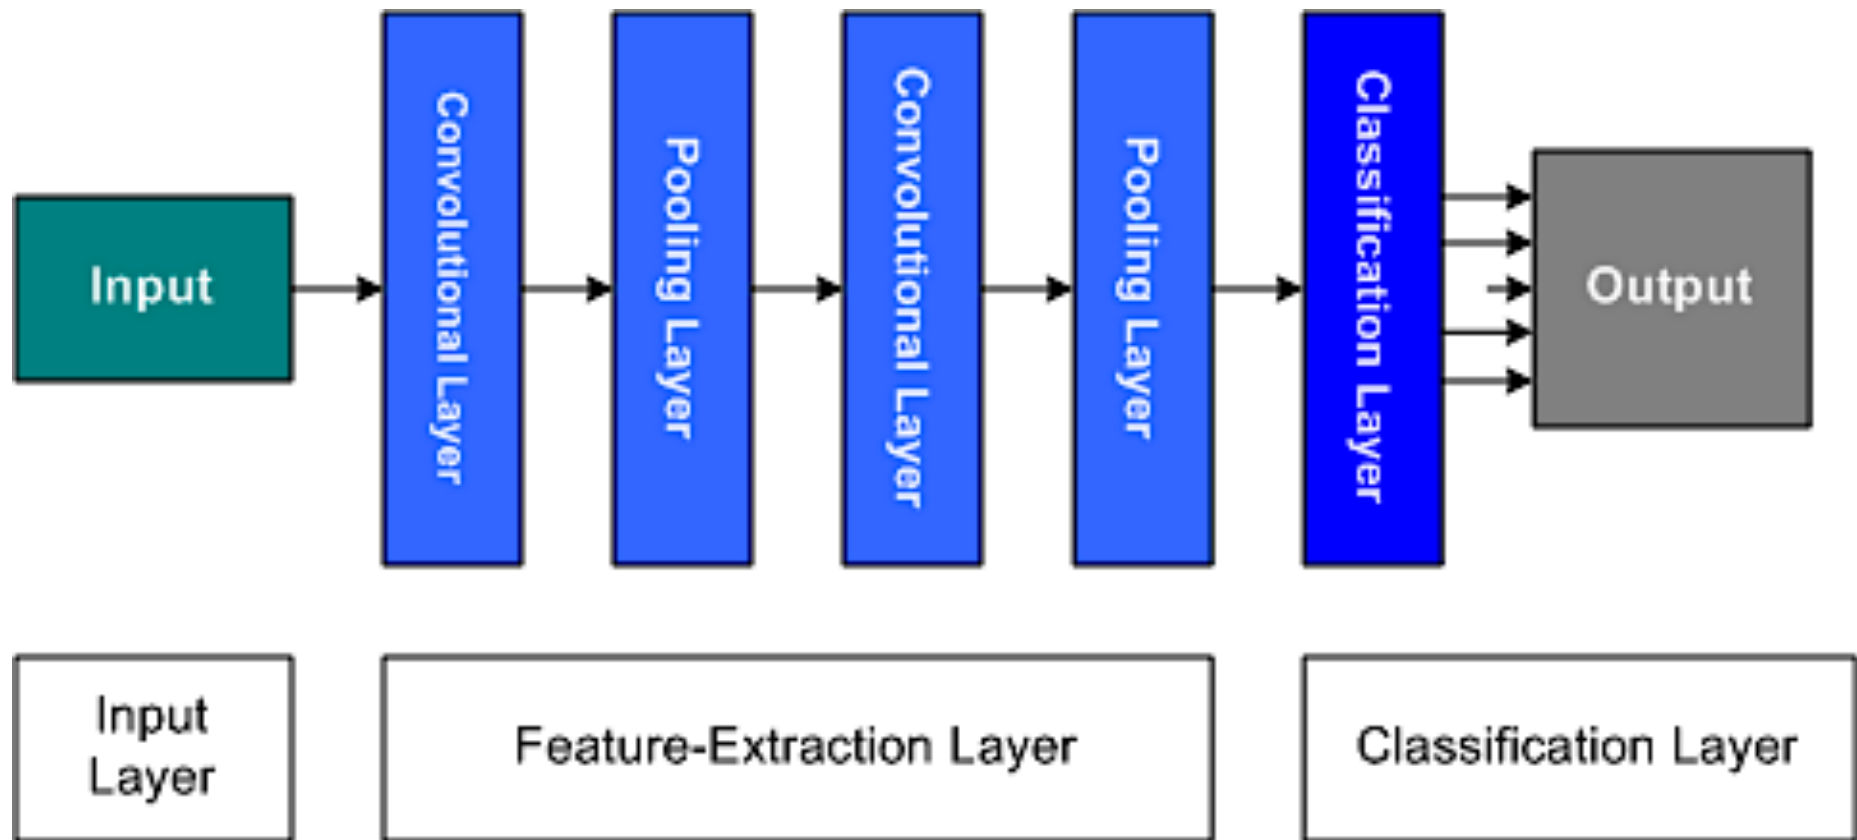 Input
Convolutional Layer
Pooling Layer
Convolutional Layer
Pooling Layer
Classification Layer
Output
Input
Layer
Feature-Extraction Layer
Classification Layer